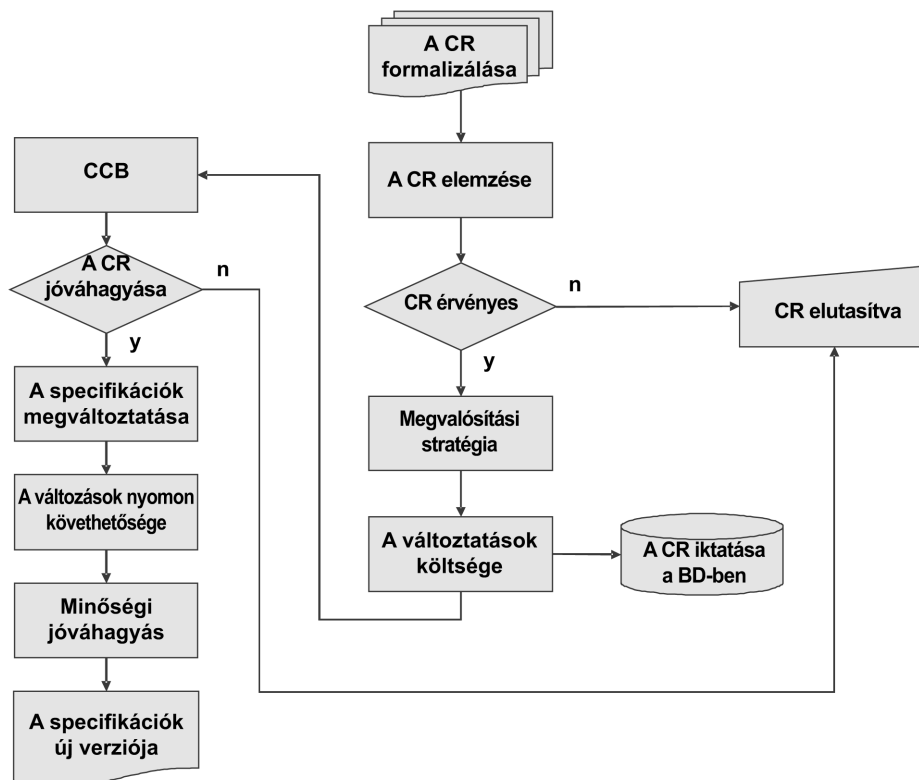 A CR
formalizálása
A CR elemzése
CR érvényes
n
CR elutasítva
y
Megvalósítási
stratégia
A változtatások
költsége
A CR iktatása
a BD-ben
CCB
A CR
jóváhagyása
n
y
A specifikációk
megváltoztatása
A változások nyomon
követhetősége
Minőségi
jóváhagyás
A specifikációk
új verziója